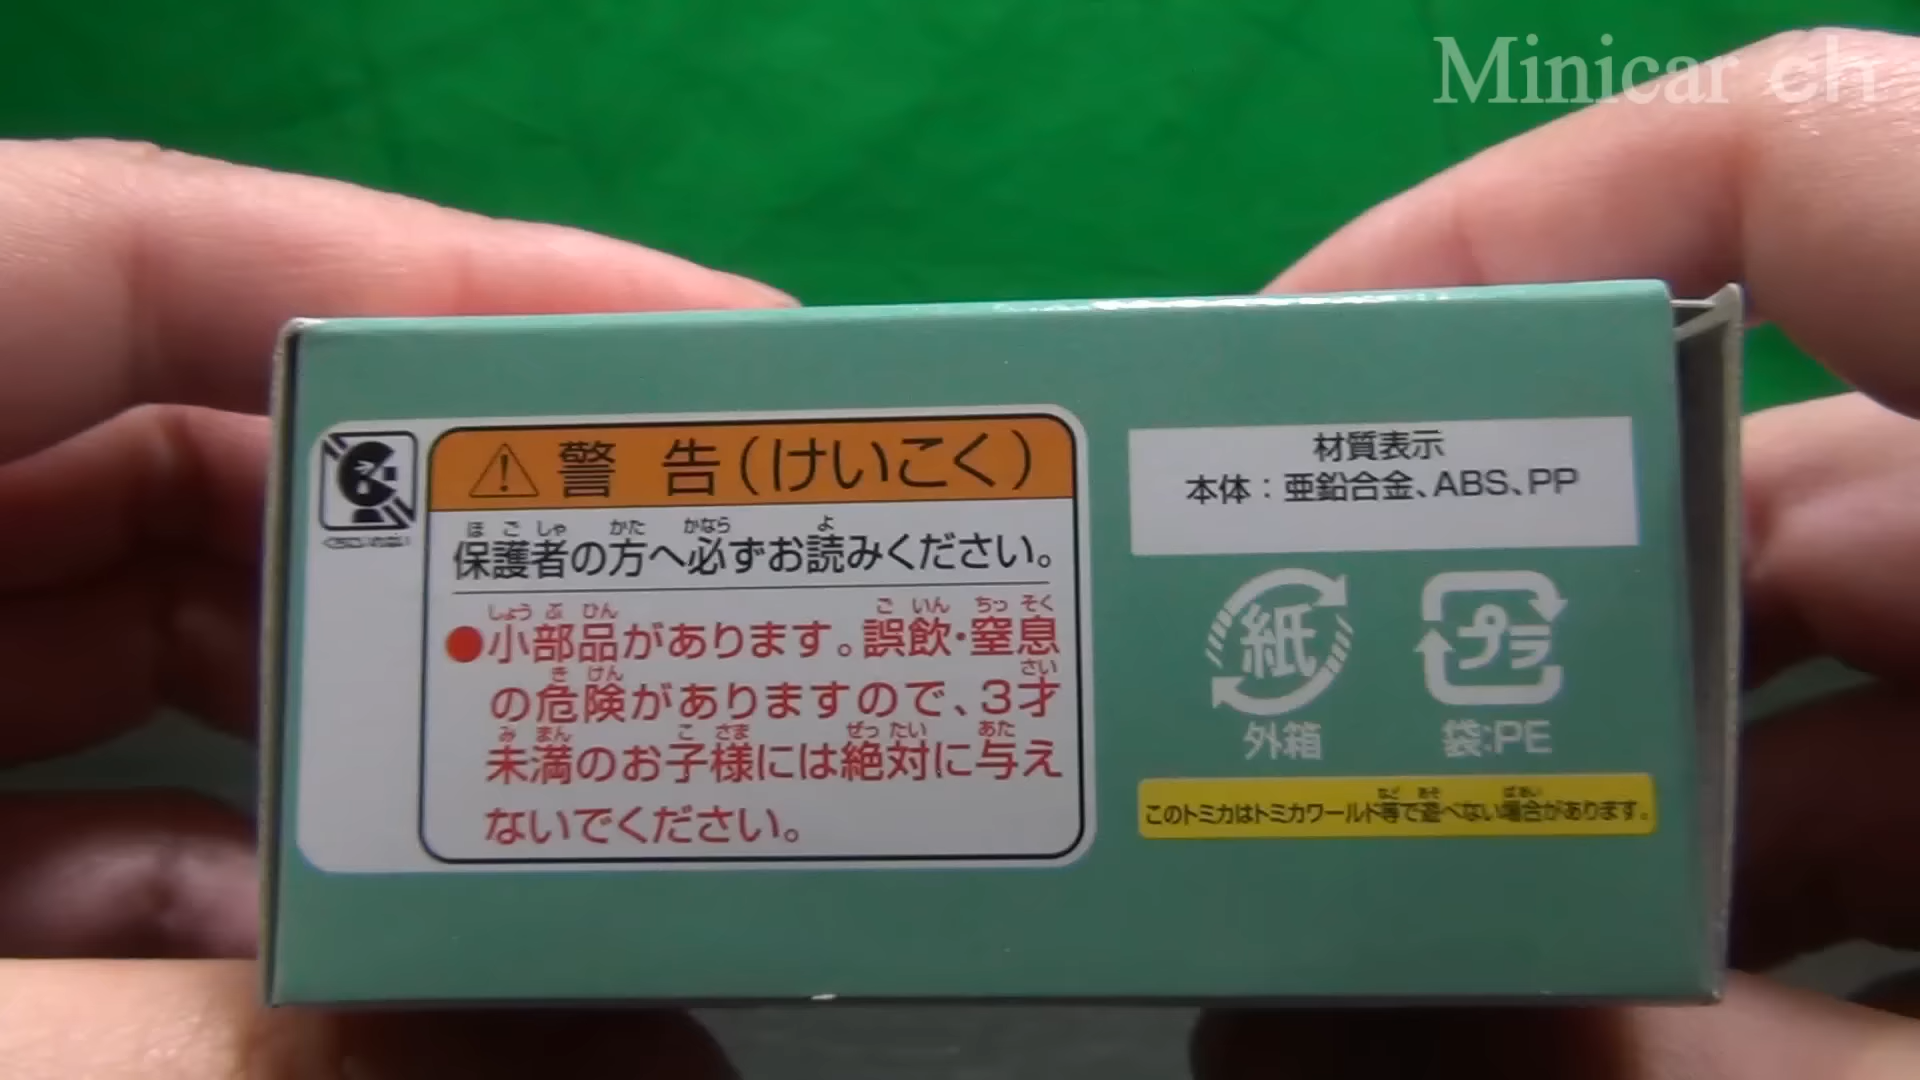 Minicar ch
警 告(けいこく)
ほ ご しゃ かた かなら よ
保護者の方へ必ずお読みください。
しょう ぶ ひん ご いん ちっ そく
●小部品があります。誤飲・窒息
き けん さい
の危険がありますので、3才
み まん こ さま ぜっ たい あた
未満のお子様には絶対に与え
ないでください。
材質表示
本体:亜鉛合金、ABS、PP
紙
外箱
プラ
袋:PE
など あそ ばあい
このトミカはトミカワールド等で遊べない場合があります。